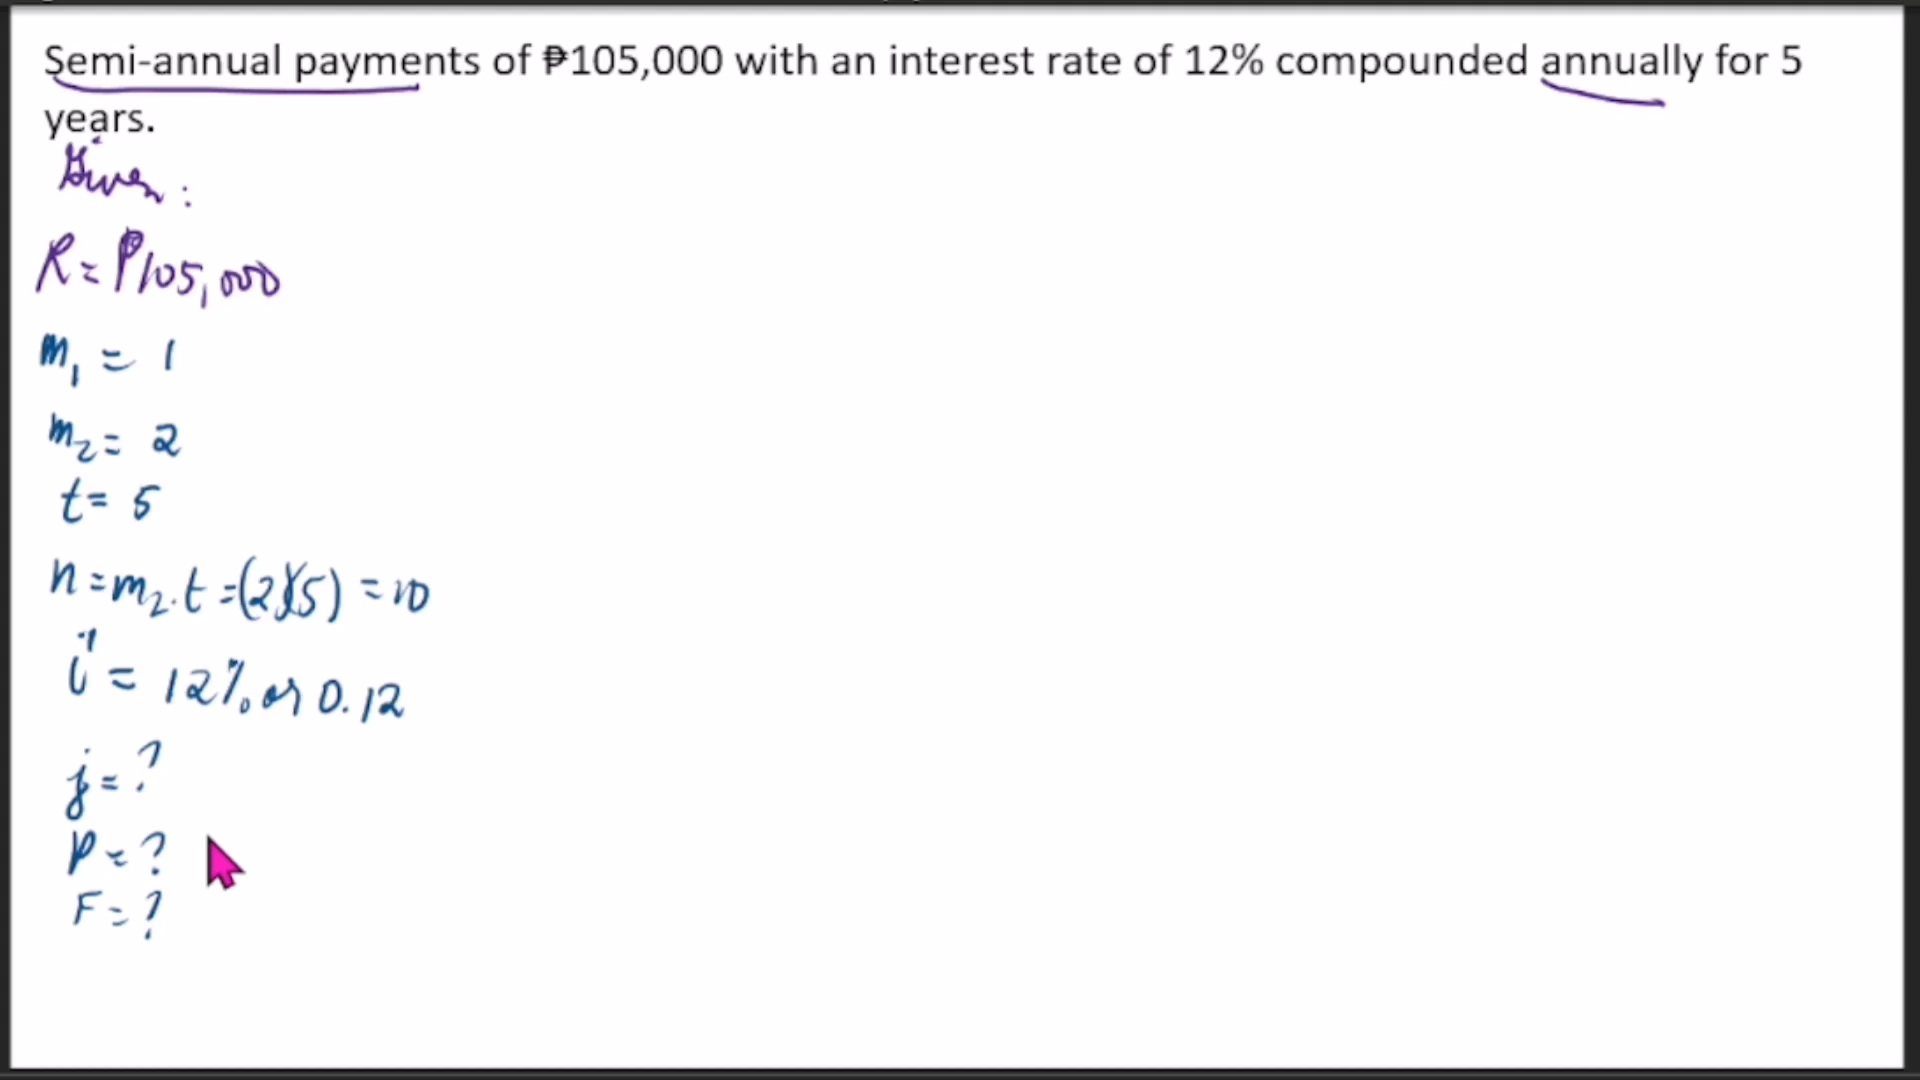 Semi-annual payments of ₱105,000 with an interest rate of 12% compounded annually for 5
years.
Given :
R = ₱105,000
m₁ = 1
m₂ = 2
t = 5
n = m₂·t = (2)(5) = 10
i = 12% or 0.12
j = ?
P = ?
F = ?